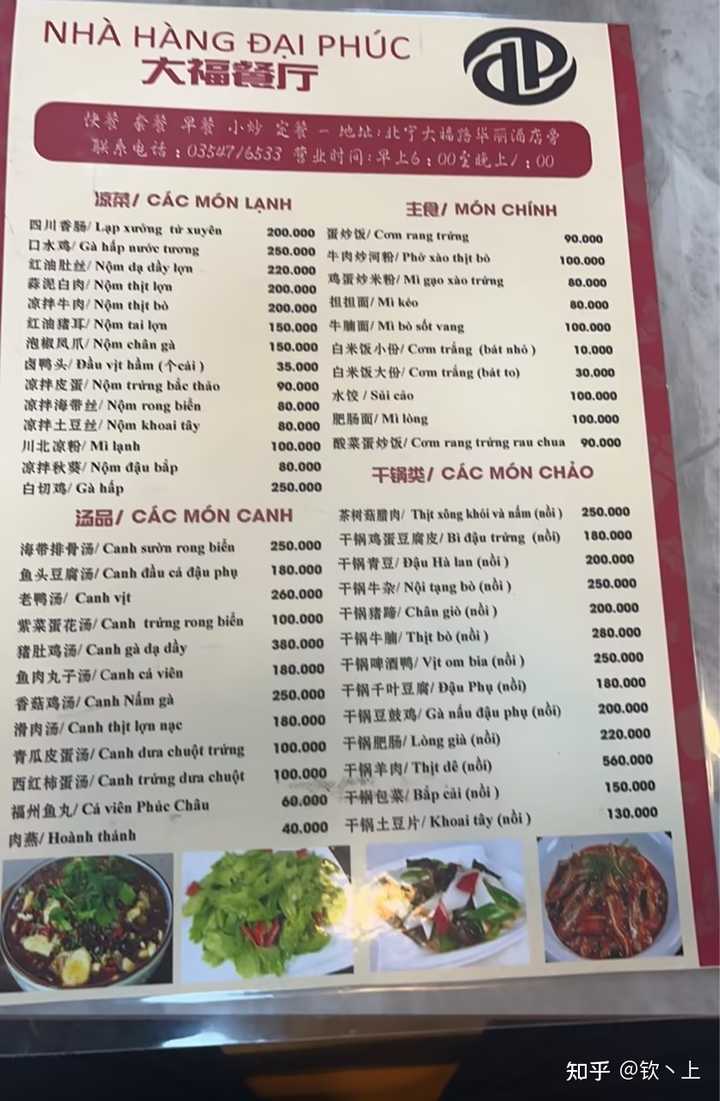 NHÀ HÀNG ĐẠI PHÚC
大福餐厅
快餐 套餐 早餐 小炒 定餐 一 地址:北宁大福路华丽酒店旁
联系电话:0354716533 营业时间:早上6:00至晚上1:00
凉菜/ CÁC MÓN LẠNH
四川香肠/ Lạp xưởng tứ xuyên 200.000
口水鸡/ Gà hấp nước tương 250.000
红油肚丝/ Nộm dạ dầy lợn 220.000
蒜泥白肉/ Nộm thịt lợn 200.000
凉拌牛肉/ Nộm thịt bò 200.000
红油猪耳/ Nộm tai lợn 150.000
泡椒凤爪/ Nộm chân gà 150.000
卤鸭头/ Đầu vịt hầm (个cái ) 35.000
凉拌皮蛋/ Nộm trứng bắc thảo 90.000
凉拌海带丝/ Nộm rong biển 80.000
凉拌土豆丝/ Nộm khoai tây 80.000
川北凉粉/ Mì lạnh 100.000
凉拌秋葵/ Nộm đậu bắp 80.000
白切鸡/ Gà hấp 250.000
汤品/ CÁC MÓN CANH
海带排骨汤/ Canh sườn rong biển 250.000
鱼头豆腐汤/ Canh đầu cá đậu phụ 180.000
老鸭汤/ Canh vịt 260.000
紫菜蛋花汤/ Canh trứng rong biển 100.000
猪肚鸡汤/ Canh gà dạ dầy 380.000
鱼肉丸子汤/ Canh cá viên 180.000
香菇鸡汤/ Canh Nấm gà 250.000
滑肉汤/ Canh thịt lợn nạc 180.000
青瓜皮蛋汤/ Canh dưa chuột trứng 100.000
西红柿蛋汤/ Canh trứng dưa chuột 100.000
福州鱼丸/ Cá viên Phúc Châu 60.000
肉燕/ Hoành thánh 40.000
主食/ MÓN CHÍNH
蛋炒饭/ Cơm rang trứng 90.000
牛肉炒河粉/ Phở xào thịt bò 100.000
鸡蛋炒米粉/ Mì gạo xào trứng 80.000
担担面/ Mì kéo 80.000
牛腩面/ Mì bò sốt vang 100.000
白米饭小份/ Cơm trắng (bát nhỏ ) 10.000
白米饭大份/ Cơm trắng (bát to) 30.000
水饺 / Sủi cảo 100.000
肥肠面/ Mì lòng 100.000
酸菜蛋炒饭/ Cơm rang trứng rau chua 90.000
干锅类/ CÁC MÓN CHẢO
茶树菇腊肉/ Thịt xông khói và nấm (nồi ) 250.000
干锅鸡蛋豆腐皮/ Bì đậu trứng (nồi) 180.000
干锅青豆/ Đậu Hà lan (nồi ) 200.000
干锅牛杂/ Nội tạng bò (nồi ) 250.000
干锅猪蹄/ Chân giò (nồi ) 200.000
干锅牛腩/ Thịt bò (nồi ) 280.000
干锅啤酒鸭/ Vịt om bia (nồi ) 250.000
干锅千叶豆腐/ Đậu Phụ (nồi) 180.000
干锅豆鼓鸡/ Gà nấu đậu phụ (nồi) 200.000
干锅肥肠/ Lòng già (nồi) 220.000
干锅羊肉/ Thịt dê (nồi) 560.000
干锅包菜/ Bắp cải (nồi ) 150.000
干锅土豆片/ Khoai tây (nồi ) 130.000
知乎 @钦丶上